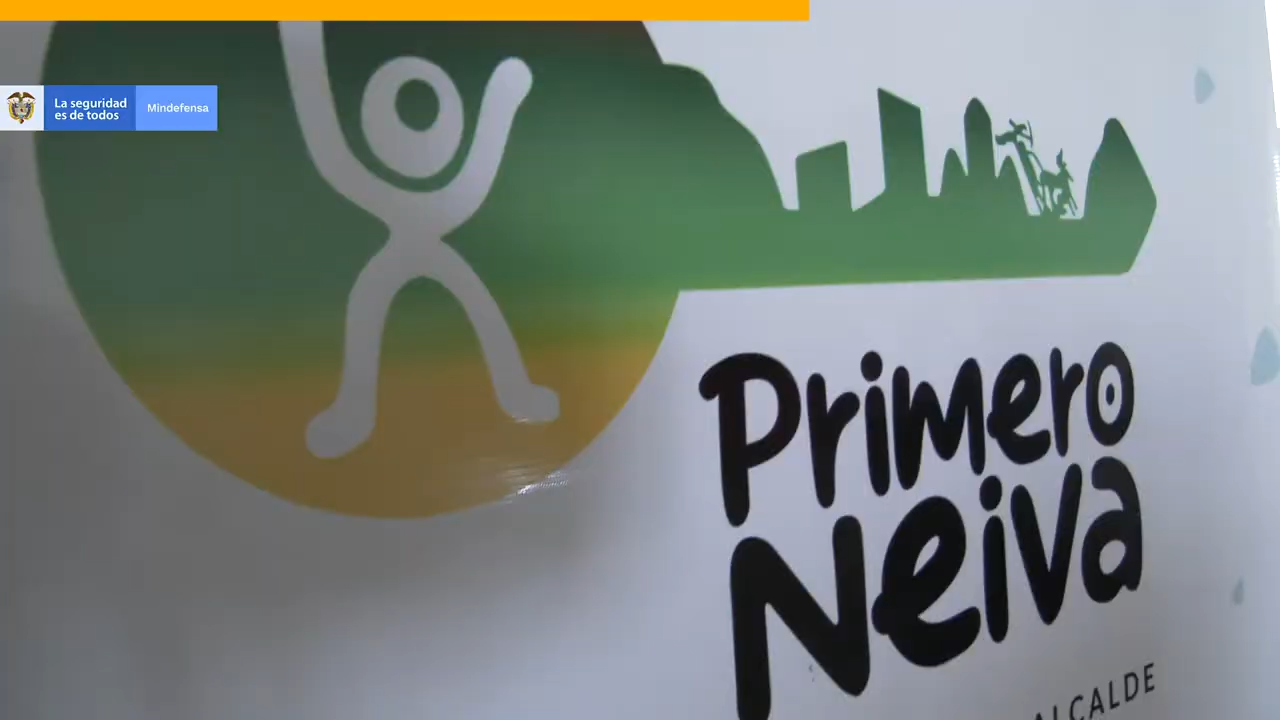 La seguridad
es de todos
Mindefensa
Primero
Neiva
ALCALDE